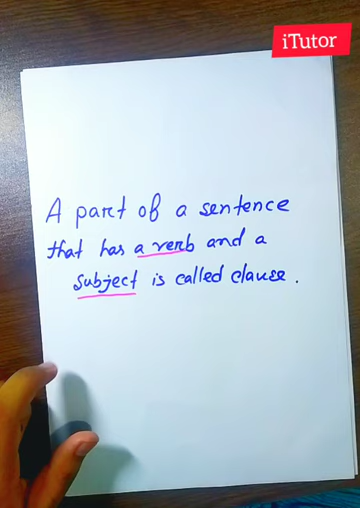 iTutor
A part of a sentence
that has a verb and a
subject is called clause.